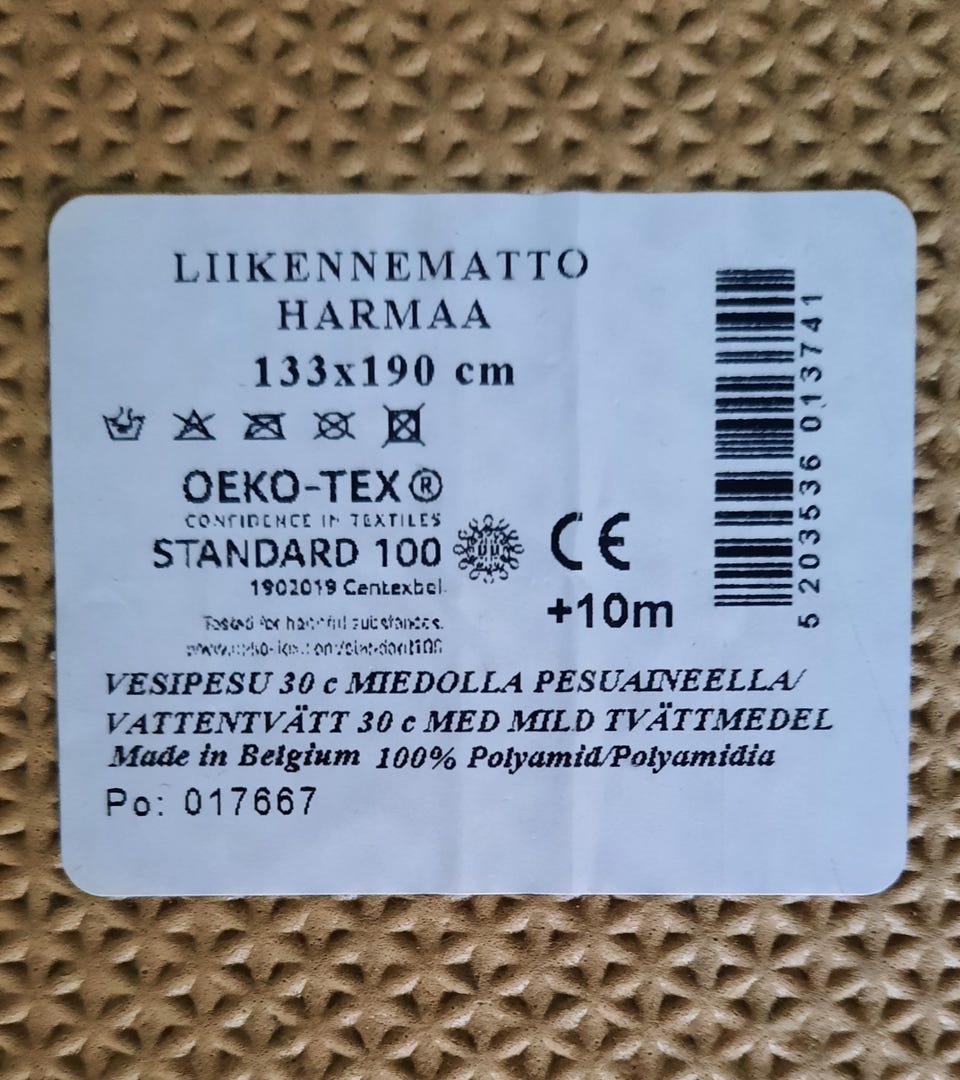 LIIKENNEMATTO
HARMAA
133x190 cm
OEKO-TEX®
CONFIDENCE IN TEXTILES
STANDARD 100
1902019 Centexbel
Tested for harmful substances.
CE
+10m
5 203536 013741
VESIPESU 30 c MIEDOLLA PESUAINEELLA/
VATTENTVÄTT 30 c MED MILD TVÄTTMEDEL
Made in Belgium 100% Polyamid/Polyamidia
Po: 017667